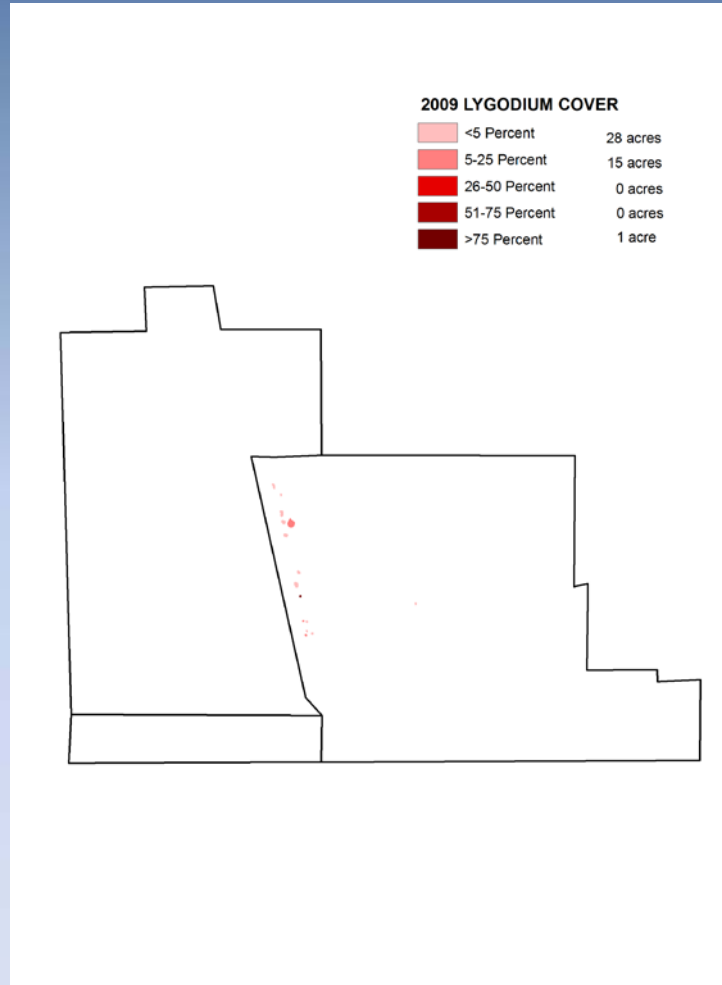 2009 LYGODIUM COVER
<5 Percent 28 acres
5-25 Percent 15 acres
26-50 Percent 0 acres
51-75 Percent 0 acres
>75 Percent 1 acre